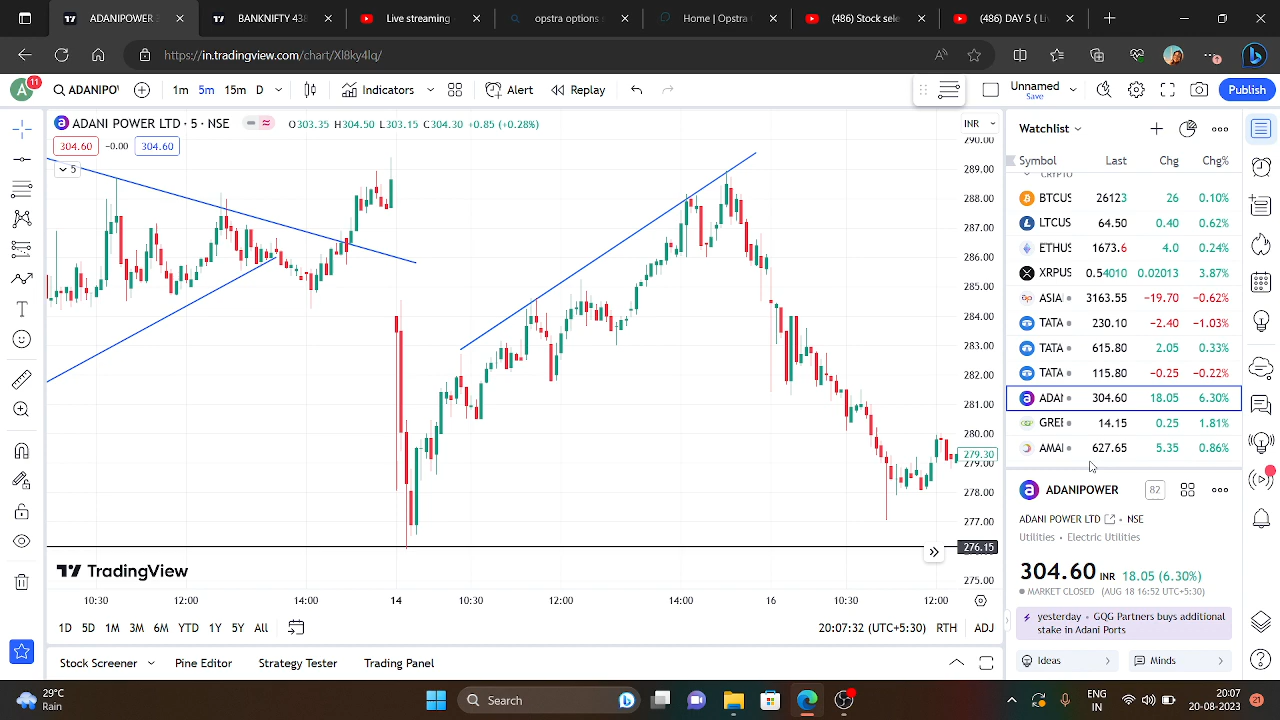 ADANIPOWER 3
BANKNIFTY 438
Live streaming
opstra options
Home | Opstra
(486) Stock sele
(486) DAY 5 ( Li
https://in.tradingview.com/chart/Xl8ky4lq/
A
11
ADANIPO
1m
5m
15m
D
Indicators
Alert
Replay
Unnamed
Save
Publish
ADANI POWER LTD · 5 · NSE
O303.35 H304.50 L303.15 C304.30 +0.85 (+0.28%)
304.60
-0.00
304.60
5
INR
290.00
289.00
288.00
287.00
286.00
285.00
284.00
283.00
282.00
281.00
280.00
279.30
279.00
278.00
277.00
276.15
275.00
TradingView
10:30
12:00
14:00
14
10:30
12:00
14:00
16
10:30
12:00
1D
5D
1M
3M
6M
YTD
1Y
5Y
All
20:07:32 (UTC+5:30)
RTH
ADJ
Stock Screener
Pine Editor
Strategy Tester
Trading Panel
Watchlist
Symbol Last Chg Chg%
CRYPTO
BTCUS 26123 26 0.10%
LTCUS 64.50 0.40 0.62%
ETHUS 1673.6 4.0 0.24%
XRPUS 0.54010 0.02013 3.87%
ASIA 3163.55 −19.70 −0.62%
TATA 230.10 −2.40 −1.03%
TATA 615.80 2.05 0.33%
TATA 115.80 −0.25 −0.22%
ADAI 304.60 18.05 6.30%
GREE 14.15 0.25 1.81%
AMAI 627.65 5.35 0.86%
ADANIPOWER
82
ADANI POWER LTD • NSE
Utilities • Electric Utilities
304.60 INR 18.05 (6.30%)
MARKET CLOSED (AUG 18 16:52 UTC+5:30)
yesterday • GQG Partners buys additional
stake in Adani Ports
Ideas
Minds
29°C
Rain
Search
ENG
IN
20:07
20-08-2023
21